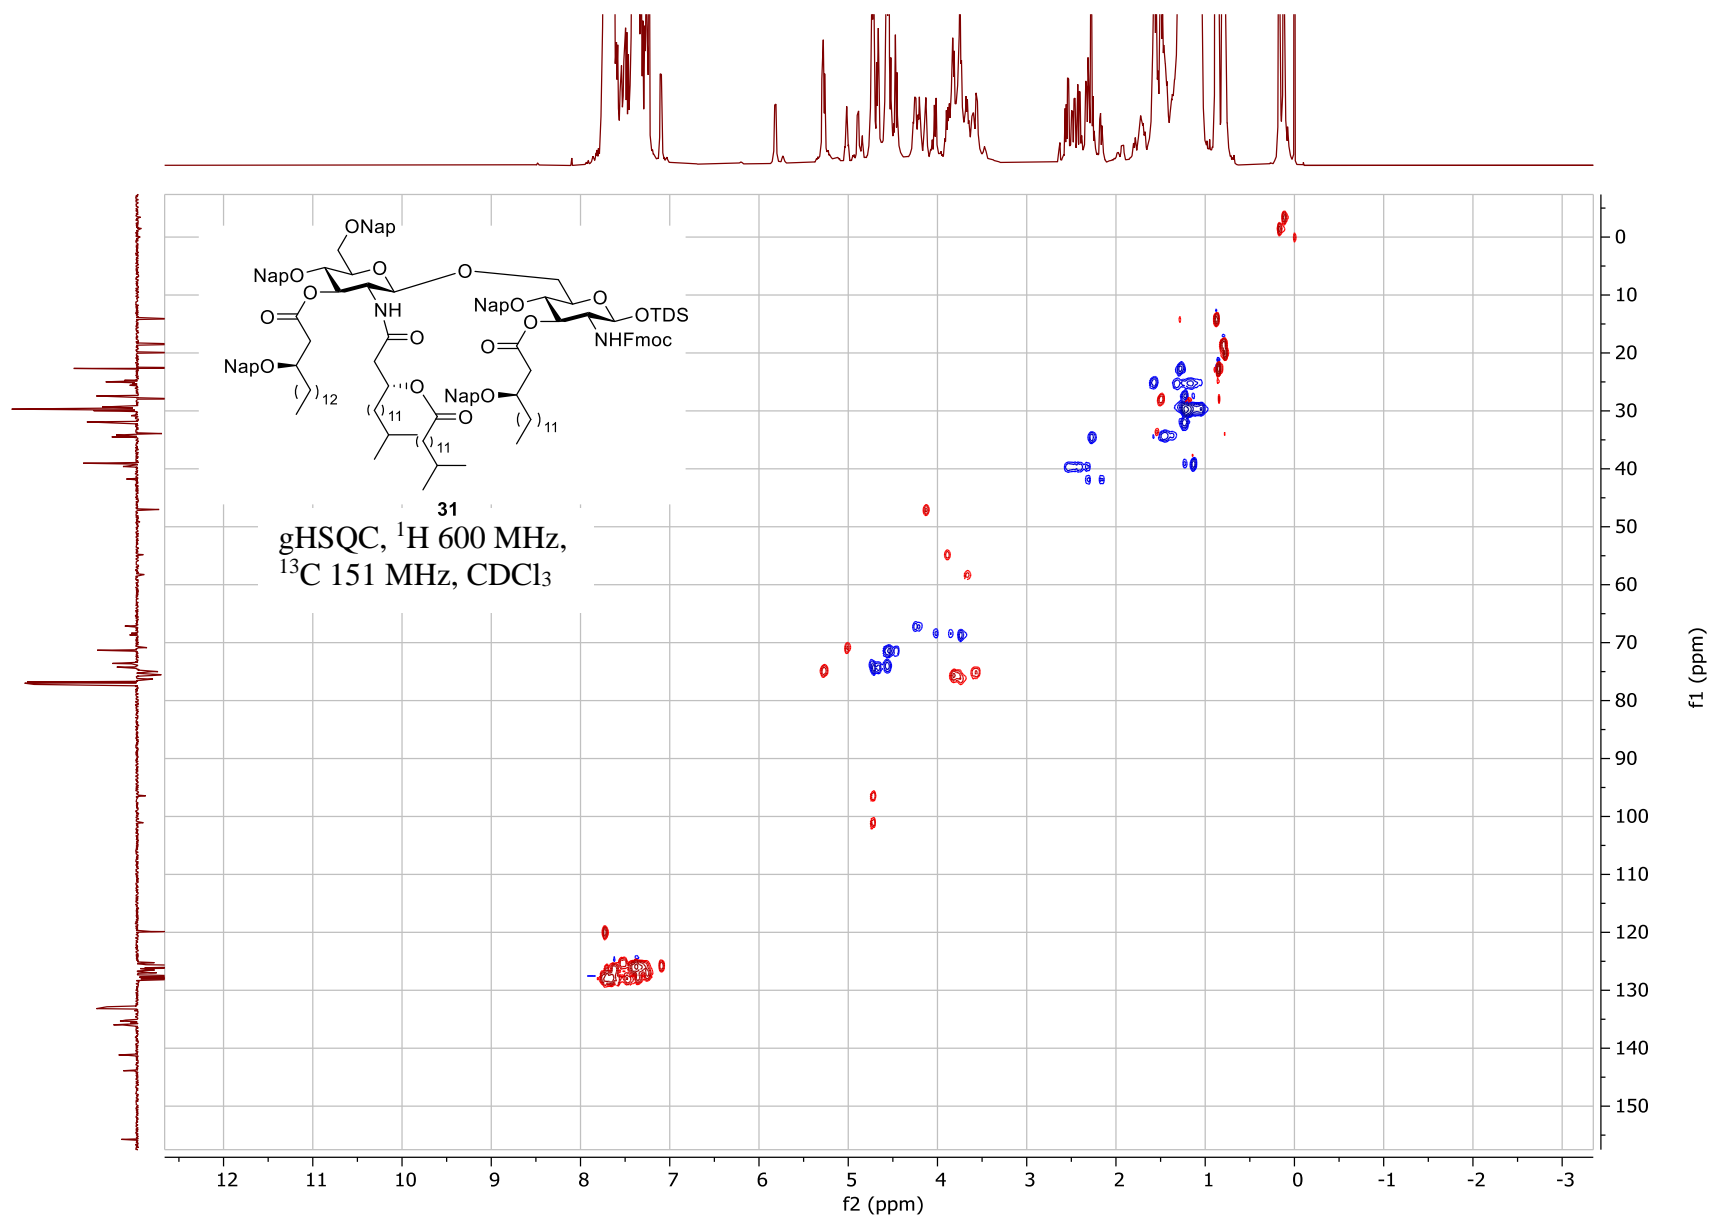 ONap
NapO
O
O
O
O
NH
O
NapO
O
OTDS
O
NHFmoc
O
O
NapO
( )12
O
( )11
O
NapO
( )11
( )11
31
gHSQC, ¹H 600 MHz,
¹³C 151 MHz, CDCl₃
0
10
20
30
40
50
60
70
80
90
100
110
120
130
140
150
f1 (ppm)
12 11 10 9 8 7 6 5 4 3 2 1 0 -1 -2 -3
f2 (ppm)